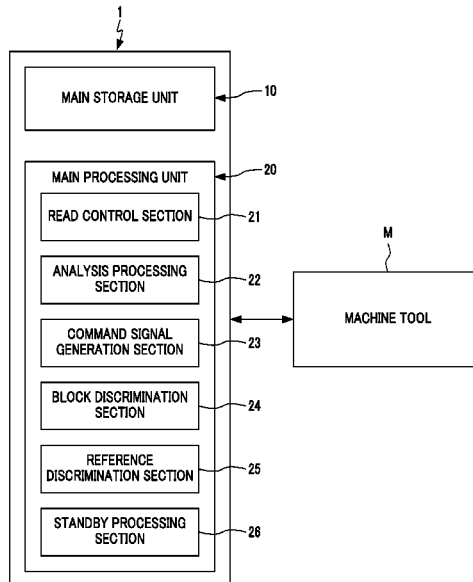 1
MAIN STORAGE UNIT
10
MAIN PROCESSING UNIT
20
READ CONTROL SECTION
21
ANALYSIS PROCESSING
SECTION
22
COMMAND SIGNAL
GENERATION SECTION
23
BLOCK DISCRIMINATION
SECTION
24
REFERENCE
DISCRIMINATION SECTION
25
STANDBY PROCESSING
SECTION
26
M
MACHINE TOOL